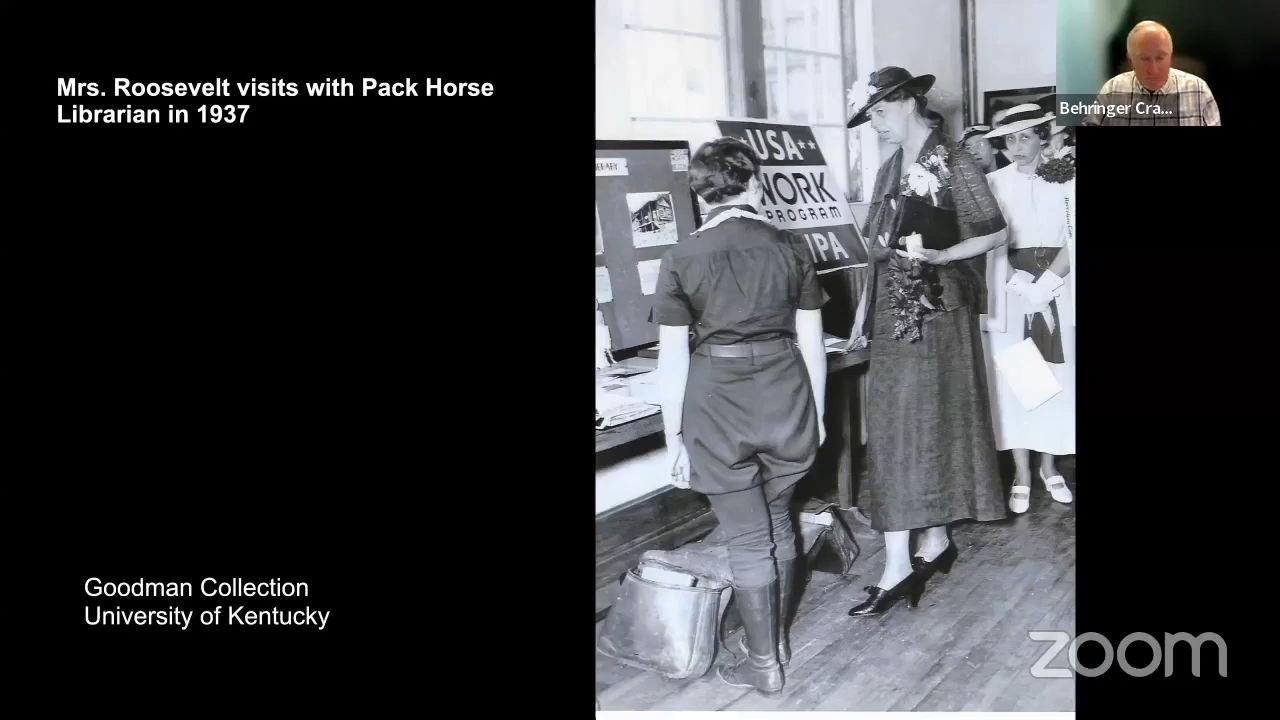 Mrs. Roosevelt visits with Pack Horse
Librarian in 1937
Behringer Cra...
USA
WORK
PROGRAM
Goodman Collection
University of Kentucky
zoom